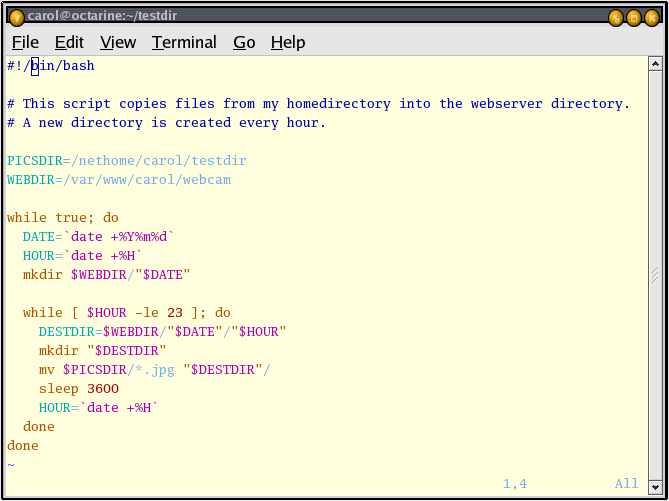 carol@octarine:~/testdir
File Edit View Terminal Go Help
#!/bin/bash
# This script copies files from my homedirectory into the webserver directory.
# A new directory is created every hour.
PICSDIR=/nethome/carol/testdir
WEBDIR=/var/www/carol/webcam
while true; do
  DATE=`date +%Y%m%d`
  HOUR=`date +%H`
  mkdir $WEBDIR/"$DATE"
  while [ $HOUR -le 23 ]; do
    DESTDIR=$WEBDIR/"$DATE"/"$HOUR"
    mkdir "$DESTDIR"
    mv $PICSDIR/*.jpg "$DESTDIR"/
    sleep 3600
    HOUR=`date +%H`
  done
done
~
1,4 All